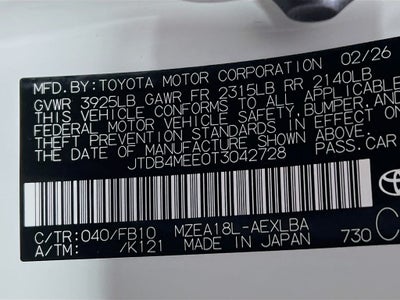 MFD.BY:TOYOTA MOTOR CORPORATION 02/26
GVWR 3925LB GAWR FR 2315LB RR 2140LB
THIS VEHICLE CONFORMS TO ALL APPLICABLE
FEDERAL MOTOR VEHICLE SAFETY, BUMPER, AND
THEFT PREVENTION STANDARDS IN EFFECT ON
THE DATE OF MANUFACTURE SHOWN ABOVE.
JTDB4MEE0T3042728 PASS.CAR
C/TR:040/FB10 MZEA18L-AEXLBA
A/TM: /K121 MADE IN JAPAN 730 C